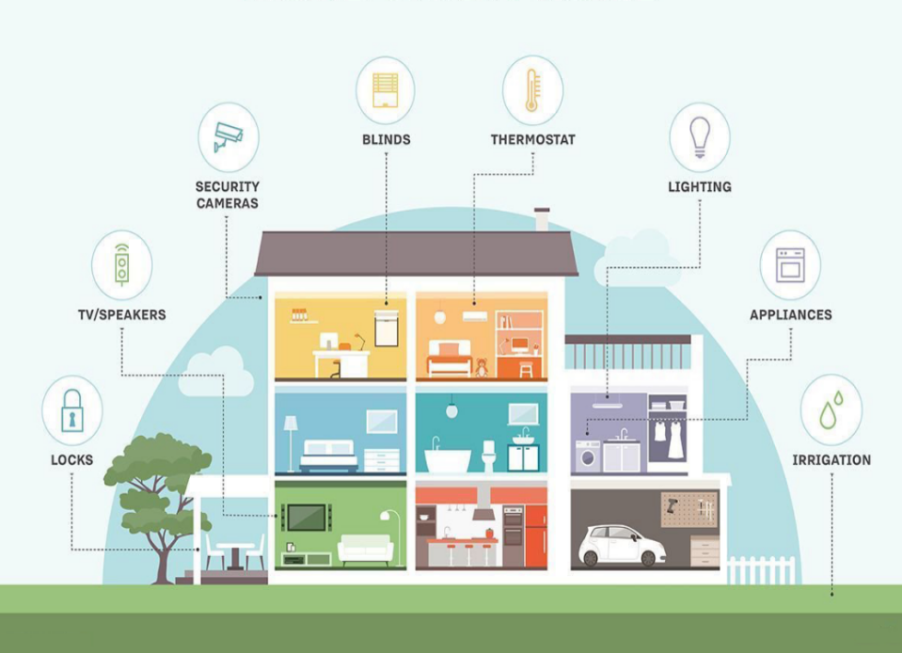 BLINDS
THERMOSTAT
SECURITY
CAMERAS
LIGHTING
TV/SPEAKERS
APPLIANCES
LOCKS
IRRIGATION